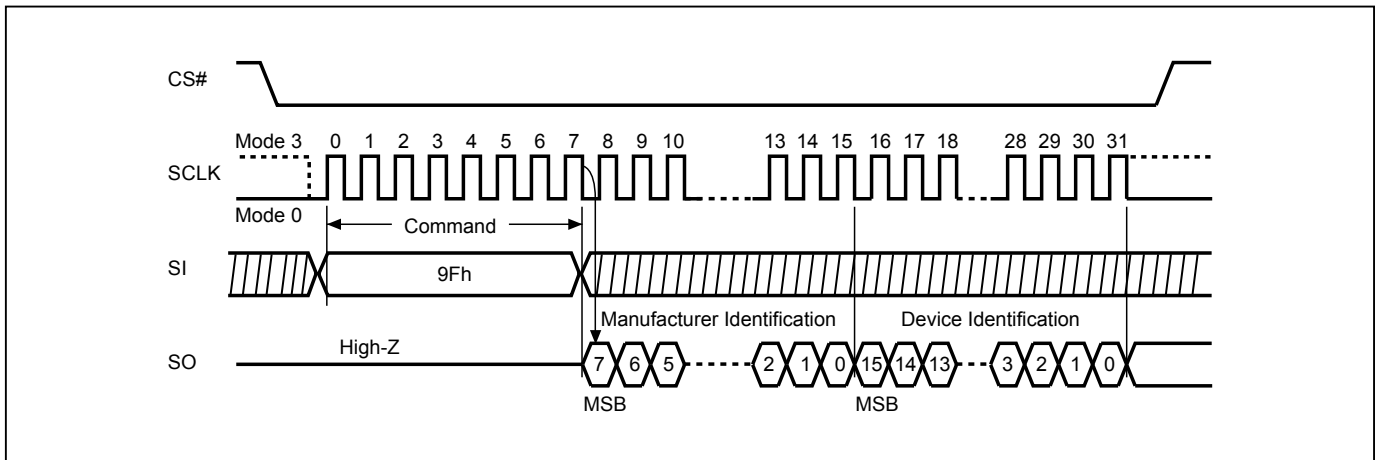 CS#
Mode 3 0 1 2 3 4 5 6 7 8 9 10 13 14 15 16 17 18 28 29 30 31
SCLK
Mode 0
Command
SI
9Fh
Manufacturer Identification Device Identification
High-Z
SO
7 6 5 2 1 0 15 14 13 3 2 1 0
MSB MSB